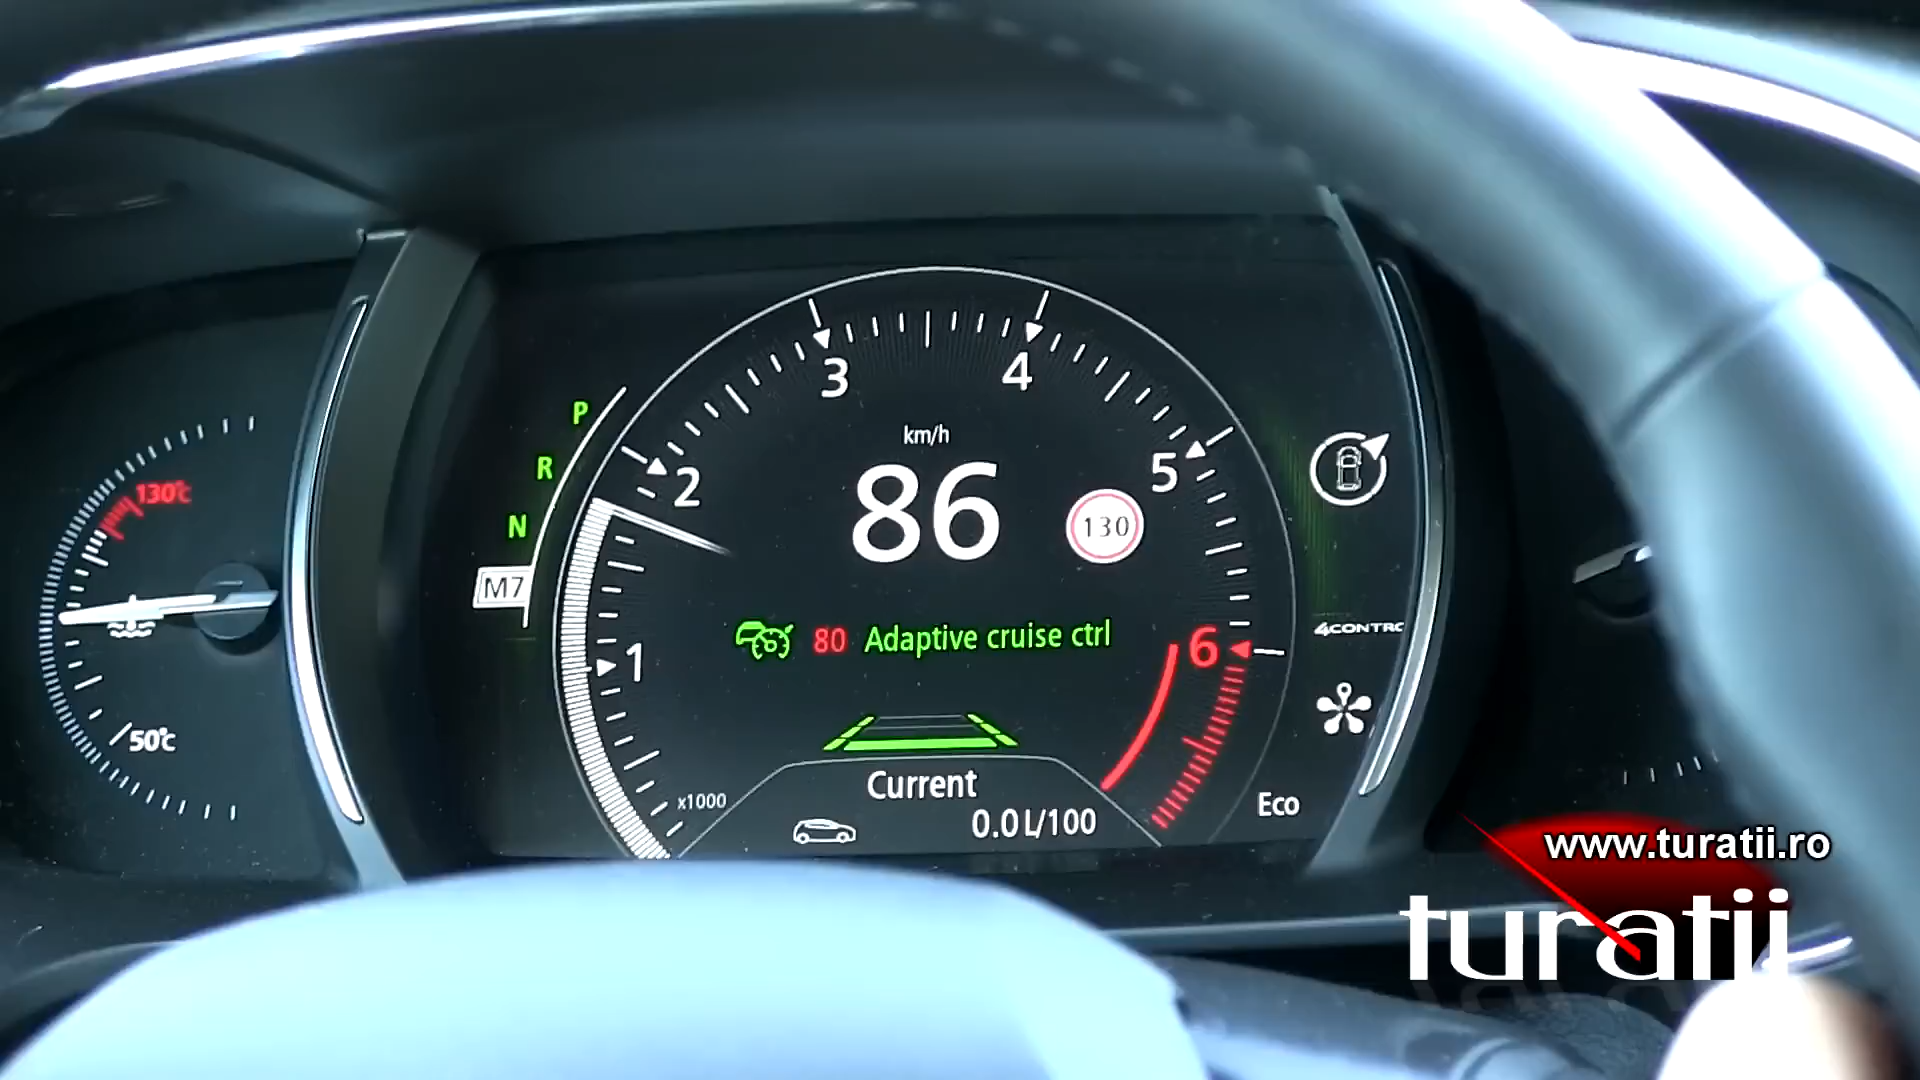 3
4
P
km/h
R
2
86
5
130℃
N
130
M7
80 Adaptive cruise ctrl
4CONTRO
1
6
50℃
Current
x1000
0.0L/100
Eco
www.turatii.ro
turatii